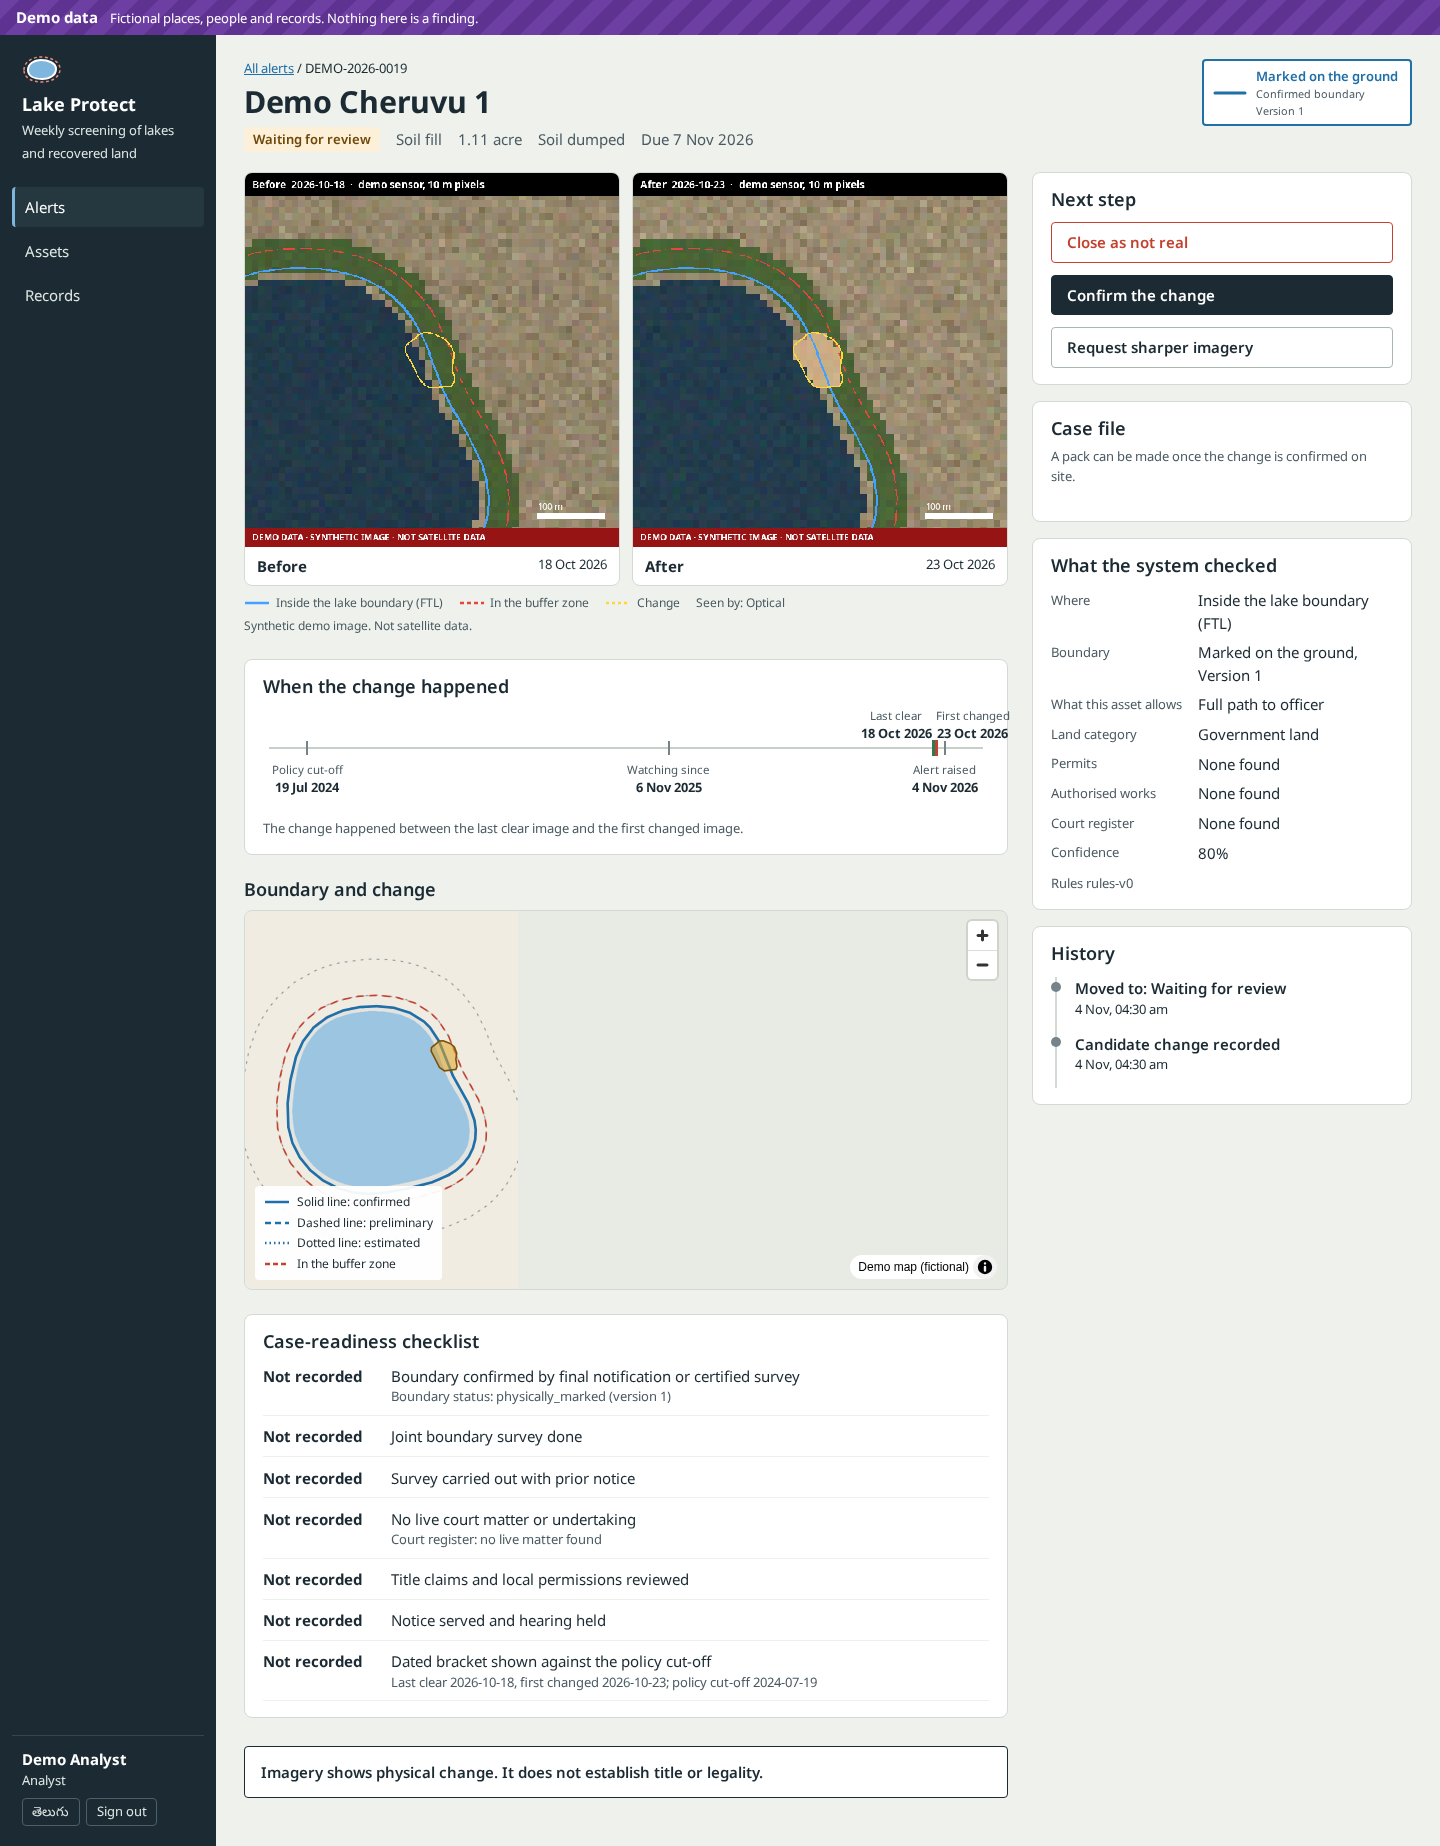 Demo data Fictional places, people and records. Nothing here is a finding.
Lake Protect
Weekly screening of lakes
and recovered land
Alerts
Assets
Records
Demo Analyst
Analyst
తెలుగు Sign out
All alerts / DEMO-2026-0019
Demo Cheruvu 1
Waiting for review Soil fill 1.11 acre Soil dumped Due 7 Nov 2026
Marked on the ground
Confirmed boundary
Version 1
Before 2026-10-18 · demo sensor, 10 m pixels
100 m
DEMO DATA · SYNTHETIC IMAGE · NOT SATELLITE DATA
Before 18 Oct 2026
After 2026-10-23 · demo sensor, 10 m pixels
100 m
DEMO DATA · SYNTHETIC IMAGE · NOT SATELLITE DATA
After 23 Oct 2026
Inside the lake boundary (FTL) In the buffer zone Change Seen by: Optical
Synthetic demo image. Not satellite data.
When the change happened
Last clear First changed
18 Oct 2026 23 Oct 2026
Policy cut-off Watching since Alert raised
19 Jul 2024 6 Nov 2025 4 Nov 2026
The change happened between the last clear image and the first changed image.
Boundary and change
+
−
Solid line: confirmed
Dashed line: preliminary
Dotted line: estimated
In the buffer zone
Demo map (fictional)
Case-readiness checklist
Not recorded Boundary confirmed by final notification or certified survey
Boundary status: physically_marked (version 1)
Not recorded Joint boundary survey done
Not recorded Survey carried out with prior notice
Not recorded No live court matter or undertaking
Court register: no live matter found
Not recorded Title claims and local permissions reviewed
Not recorded Notice served and hearing held
Not recorded Dated bracket shown against the policy cut-off
Last clear 2026-10-18, first changed 2026-10-23; policy cut-off 2024-07-19
Imagery shows physical change. It does not establish title or legality.
Next step
Close as not real
Confirm the change
Request sharper imagery
Case file
A pack can be made once the change is confirmed on
site.
What the system checked
Where Inside the lake boundary
(FTL)
Boundary Marked on the ground,
Version 1
What this asset allows Full path to officer
Land category Government land
Permits None found
Authorised works None found
Court register None found
Confidence 80%
Rules rules-v0
History
Moved to: Waiting for review
4 Nov, 04:30 am
Candidate change recorded
4 Nov, 04:30 am